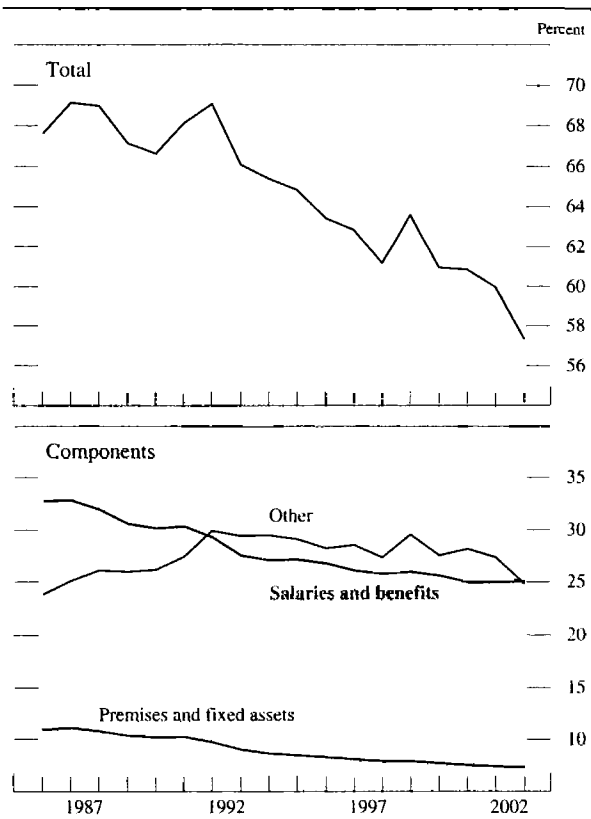 Percent
Total
70
68
66
64
62
60
58
56
Components
35
Other
30
25
Salaries and benefits
20
15
Premises and fixed assets
10
1987 1992 1997 2002